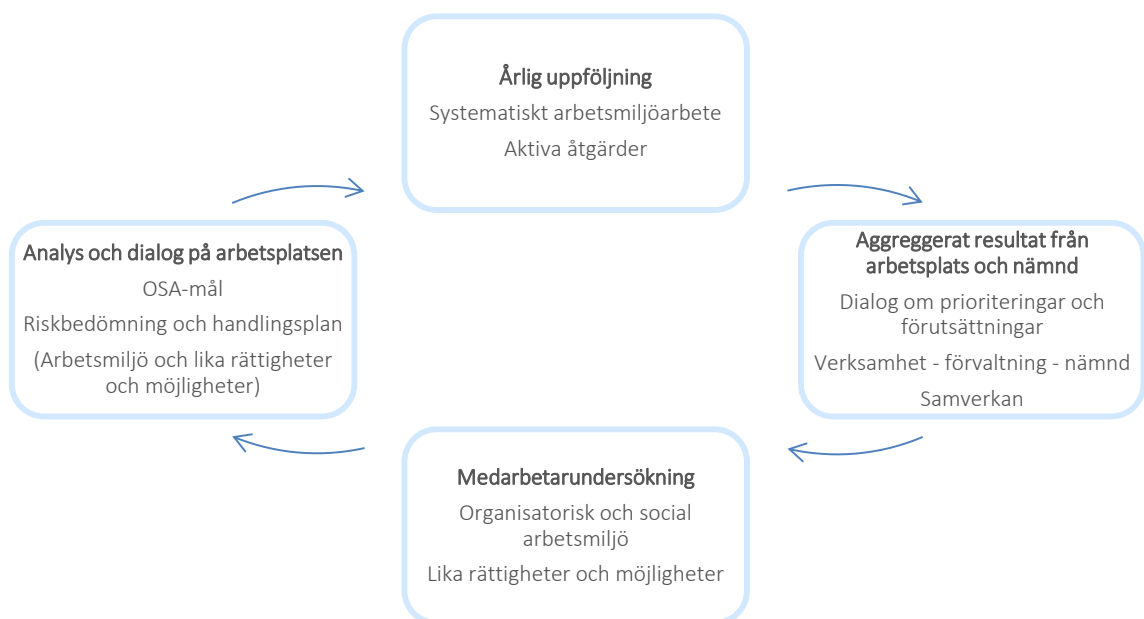 Årlig uppföljning
Systematiskt arbetsmiljöarbete
Aktiva åtgärder
Analys och dialog på arbetsplatsen
OSA-mål
Riskbedömning och handlingsplan
(Arbetsmiljö och lika rättigheter
och möjligheter)
Aggreggerat resultat från
arbetsplats och nämnd
Dialog om prioriteringar och
förutsättningar
Verksamhet - förvaltning - nämnd
Samverkan
Medarbetarundersökning
Organisatorisk och social
arbetsmiljö
Lika rättigheter och möjligheter